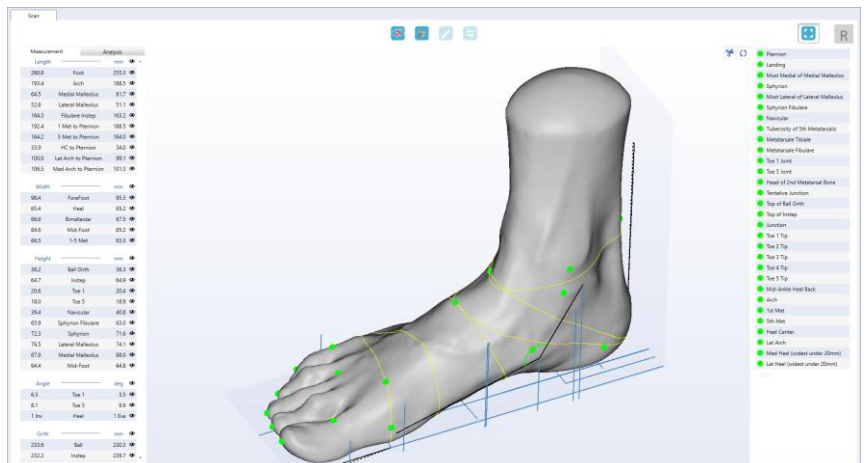 Scan
R
Measurement Analysis
Length mm
260.8 Foot 255.3
193.4 Arch 188.5
64.5 Medial Malleolus 61.7
52.8 Lateral Malleolus 51.1
164.3 Fibulare Instep 163.2
192.4 1 Met to Pternion 188.5
164.2 5 Met to Pternion 164.0
33.9 HC to Pternion 34.0
100.0 Lat Arch to Pternion
106.5 Med Arch to Pternion 101.3
Width mm
96.4 ForeFoot 95.5
65.4 Heel 65.2
66.6 Bimalleolar 67.5
84.6 Mid-Foot 85.2
66.5 1-5 Met 63.3
Height mm
36.2 Ball Girth 36.3
64.7 Instep 64.9
20.6 Toe 1 20.4
18.0 Toe 5 18.9
39.4 Navicular 40.8
65.9 Sphyrion Fibulare 63.0
72.3 Sphyrion 71.6
76.5 Lateral Malleolus 74.1
87.9 Medial Malleolus 88.0
64.4 Mid-Foot 64.8
Angle deg
6.5 Toe 1 3.5
8.1 Toe 5 9.9
1 Inv Heel 1 Eve
Girth mm
233.6 Ball 230.2
232.2 Instep 239.7
Pternion
Landing
Most Medial of Medial Malleolus
Sphyrion
Most Lateral of Lateral Malleolus
Sphyrion Fibulare
Navicular
Tuberosity of 5th Metatarsalis
Metatarsale Tibiale
Metatarsale Fibulare
Toe 1 Joint
Toe 5 Joint
Head of 2nd Metatarsal Bone
Tentative Junction
Top of Ball Girth
Top of Instep
Junction
Toe 1 Tip
Toe 2 Tip
Toe 3 Tip
Toe 4 Tip
Toe 5 Tip
Mid-Ankle Heel Back
Arch
1st Met
5th Met
Heel Center
Lat Arch
Med Heel (widest under 20mm)
Lat Heel (widest under 20mm)